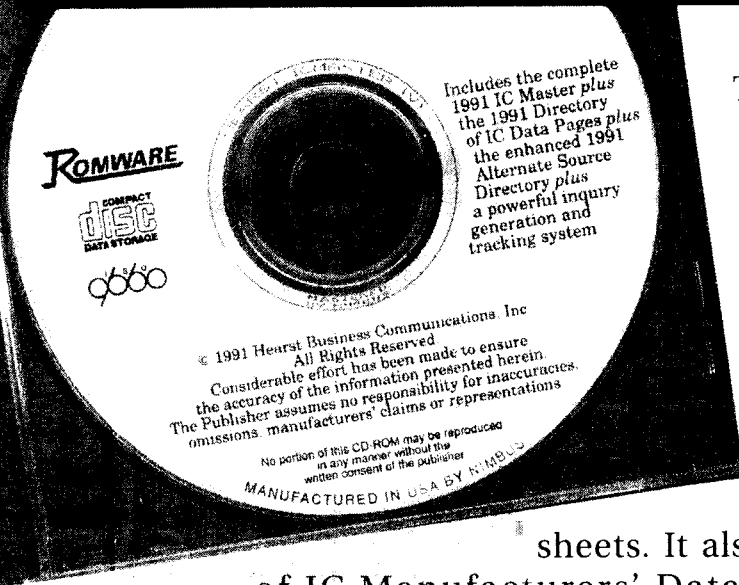 Includes the complete
1991 IC Master plus
the 1991 Directory
of IC Data Pages plus
the enhanced 1991
Alternate Source
Directory plus
a powerful inquiry
generation and
tracking system
ROMWARE
COMPACT
disc
DATA STORAGE
ISO
9660
© 1991 Hearst Business Communications, Inc
All Rights Reserved.
Considerable effort has been made to ensure
the accuracy of the information presented herein.
The Publisher assumes no responsibility for inaccuracies,
omissions, manufacturers' claims or representations
No portion of this CD-ROM may be reproduced
in any manner without the
written consent of the publisher
MANUFACTURED IN USA BY NIMBUS
sheets. It als
of IC Manufacturers' Data